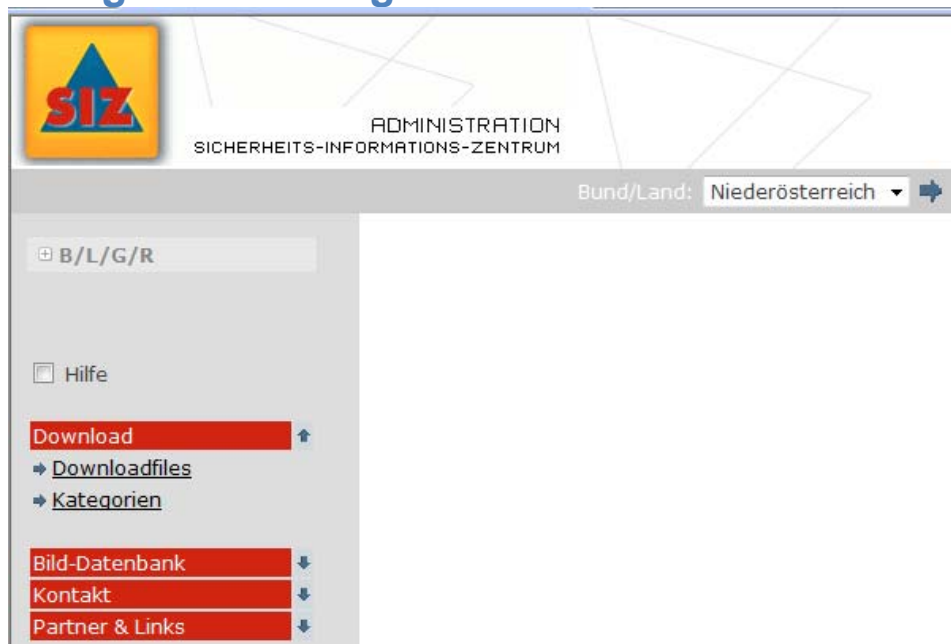 SIZ
ADMINISTRATION
SICHERHEITS-INFORMATIONS-ZENTRUM
Bund/Land: Niederösterreich
B/L/G/R
Hilfe
Download
Downloadfiles
Kategorien
Bild-Datenbank
Kontakt
Partner & Links